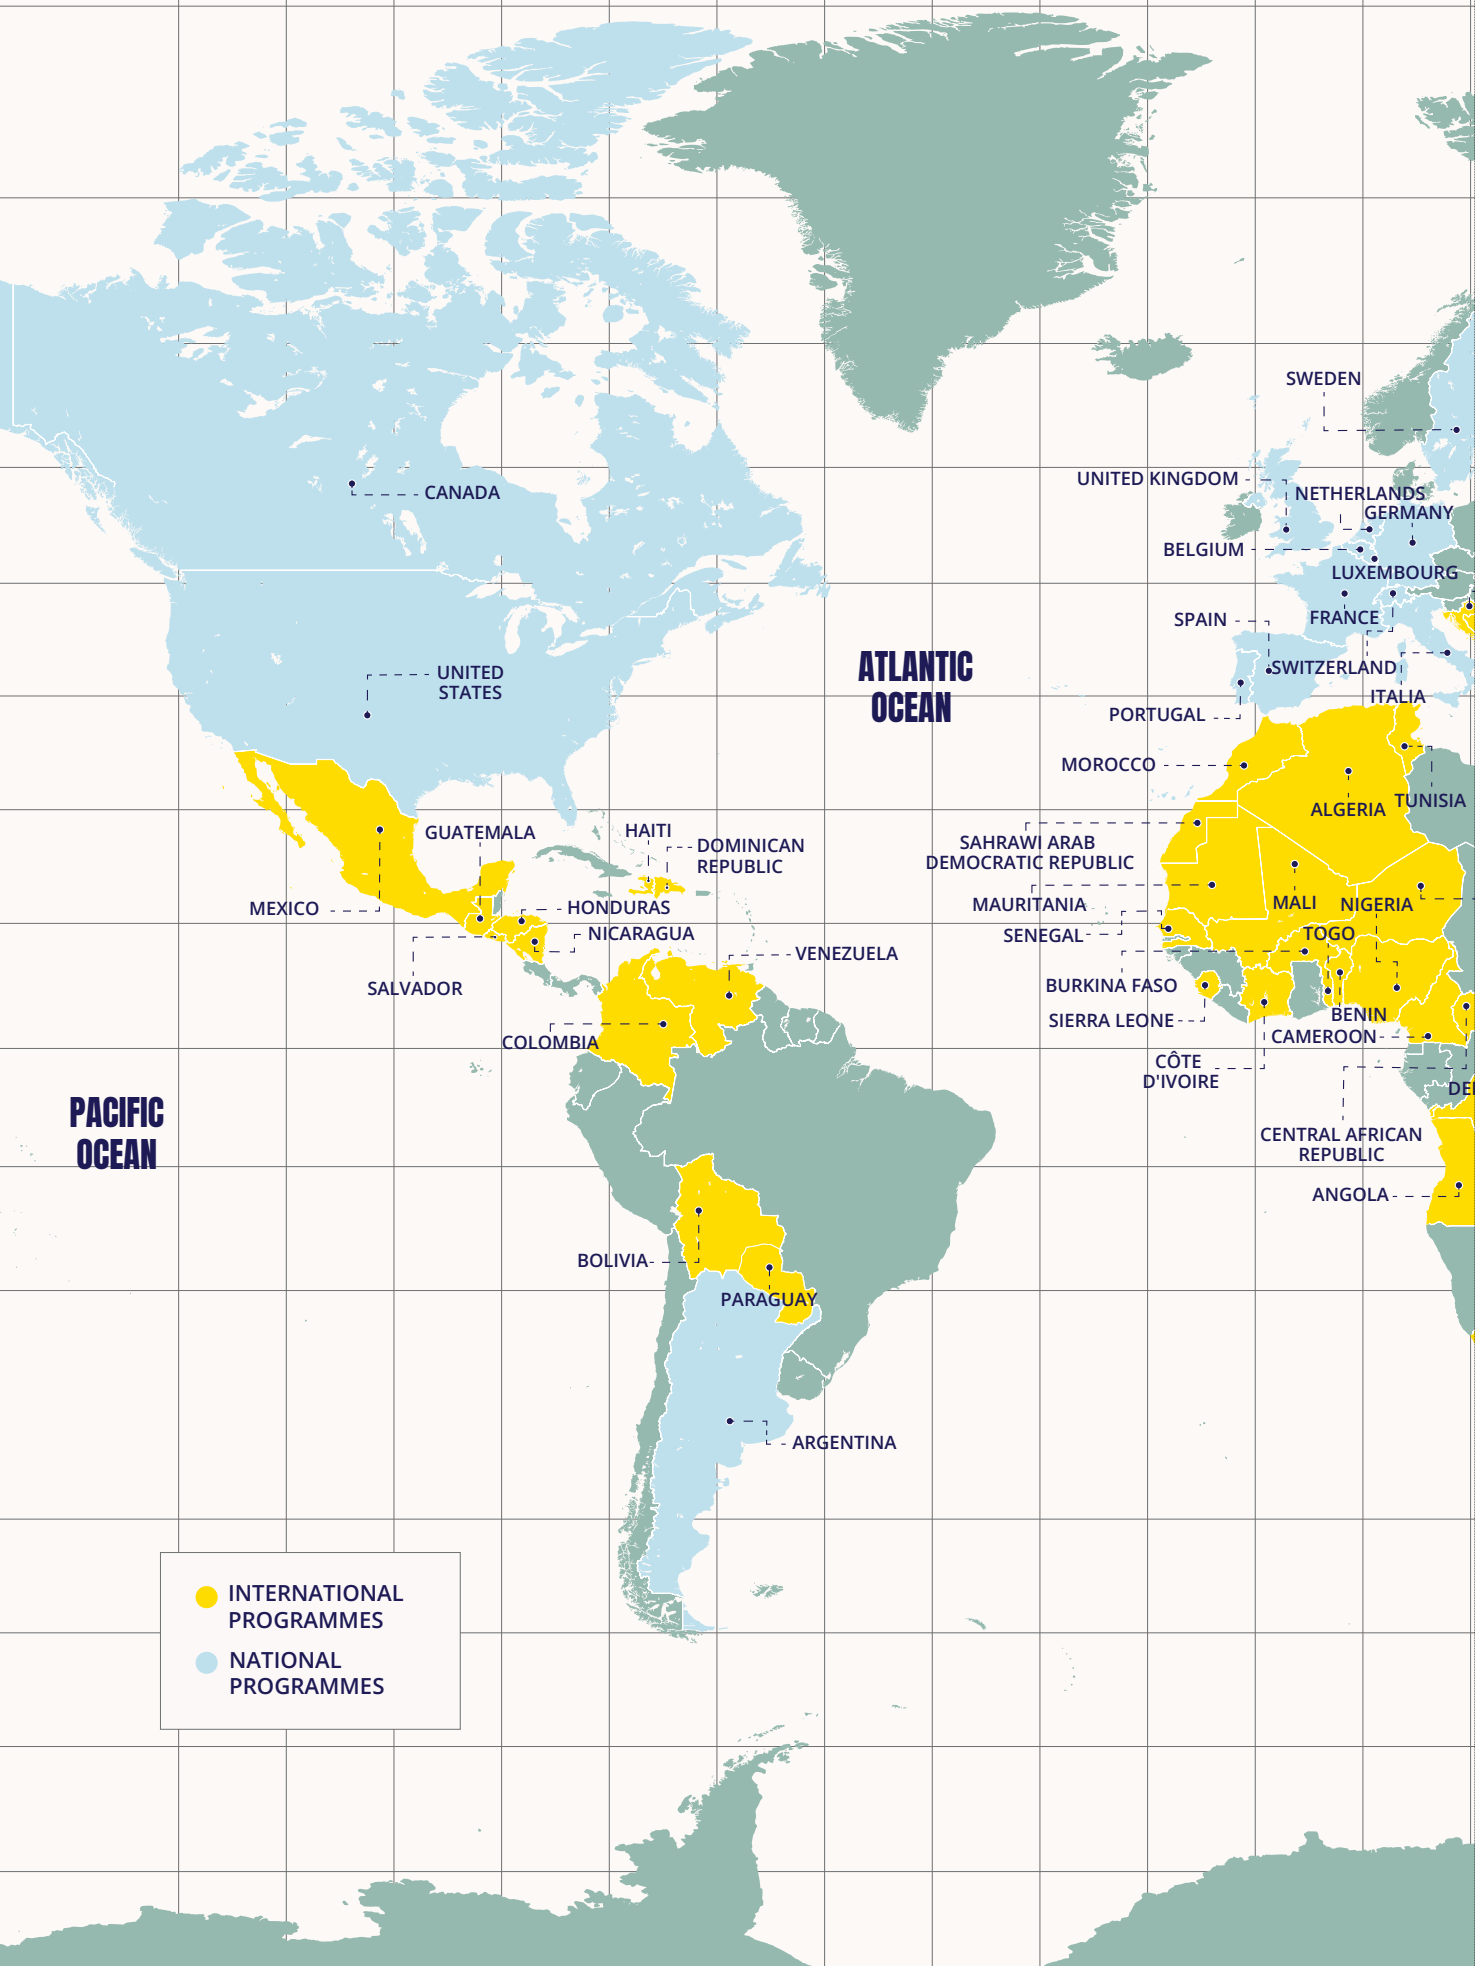 SWEDEN
UNITED KINGDOM
NETHERLANDS
GERMANY
CANADA
BELGIUM
LUXEMBOURG
FRANCE
SPAIN
SWITZERLAND
ITALIA
UNITED
STATES
ATLANTIC
OCEAN
PORTUGAL
MOROCCO
ALGERIA
TUNISIA
GUATEMALA
HAITI
DOMINICAN
REPUBLIC
SAHRAWI ARAB
DEMOCRATIC REPUBLIC
MEXICO
HONDURAS
NICARAGUA
MAURITANIA
MALI
NIGERIA
SENEGAL
TOGO
VENEZUELA
SALVADOR
BURKINA FASO
SIERRA LEONE
BENIN
CAMEROON
COLOMBIA
CÔTE
D'IVOIRE
DE
PACIFIC
OCEAN
CENTRAL AFRICAN
REPUBLIC
ANGOLA
BOLIVIA
PARAGUAY
ARGENTINA
INTERNATIONAL
PROGRAMMES
NATIONAL
PROGRAMMES